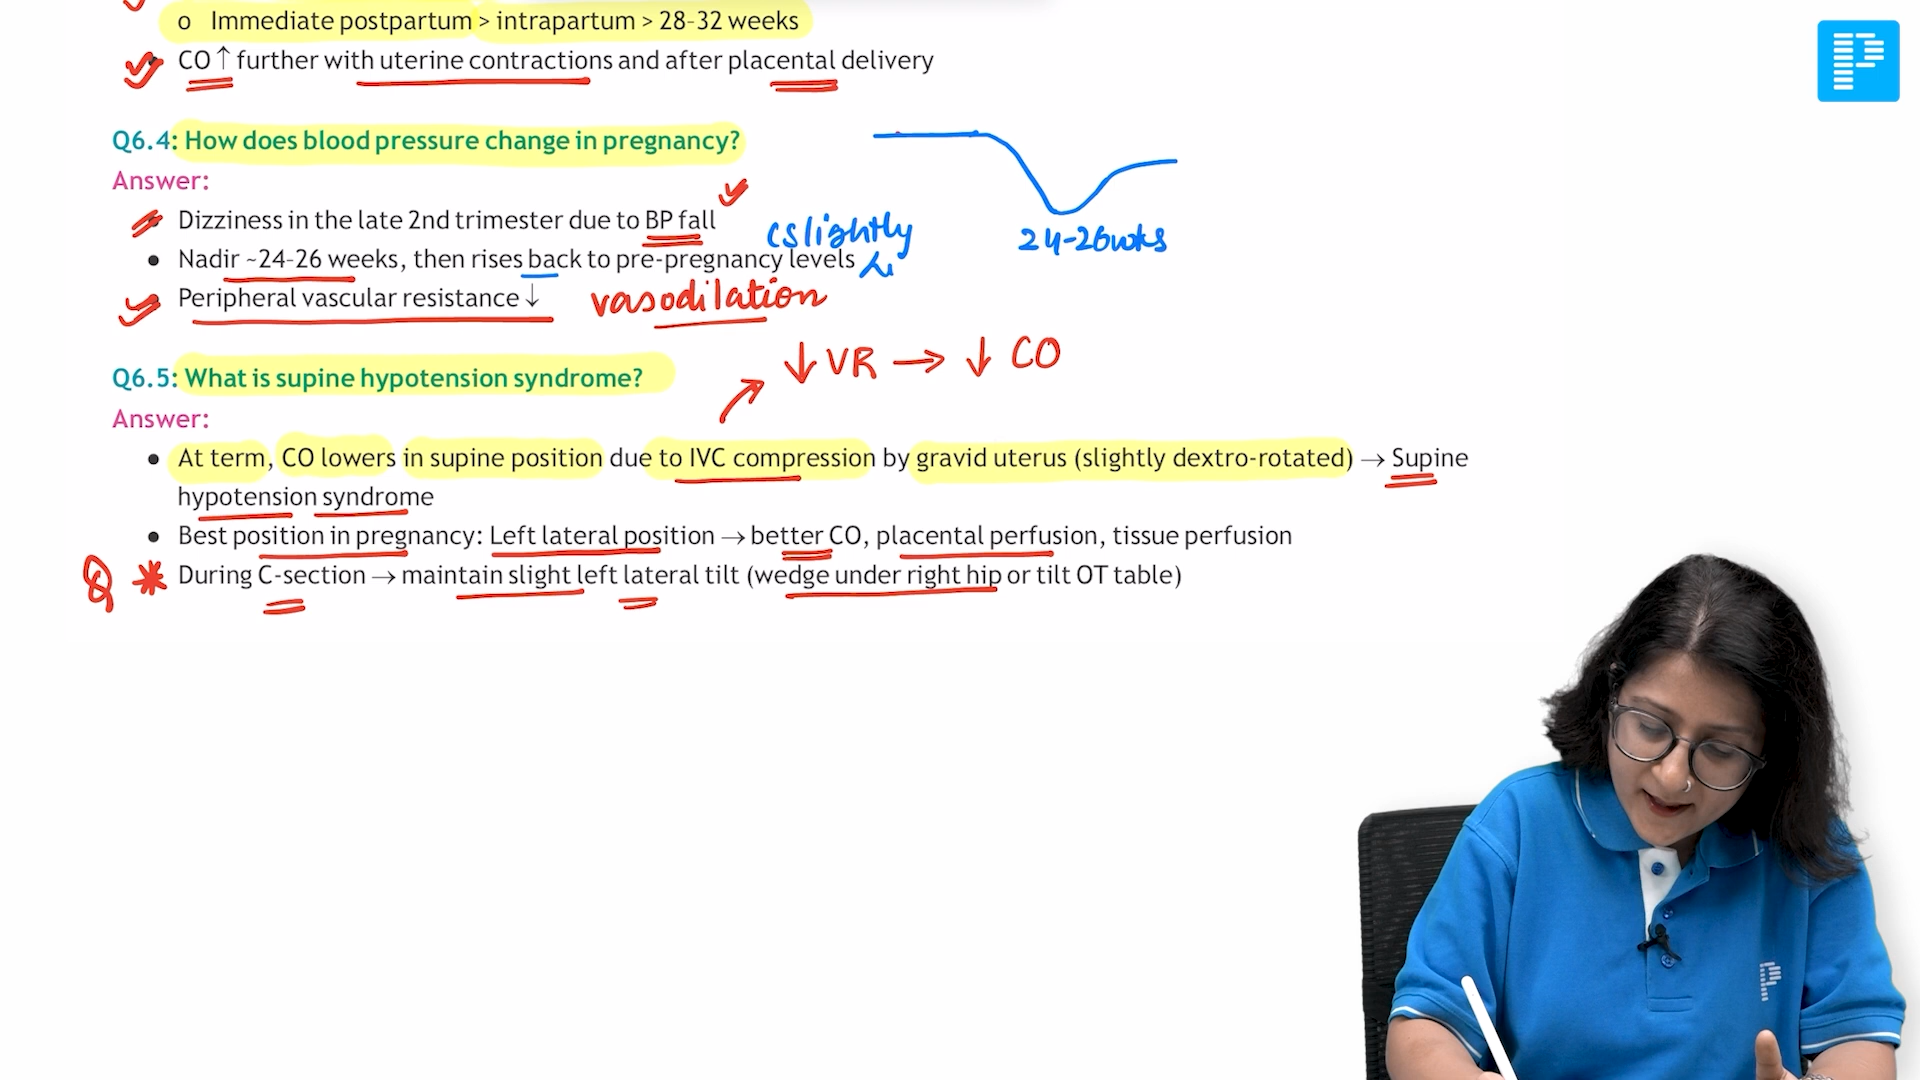 o Immediate postpartum > intrapartum > 28-32 weeks
CO ↑ further with uterine contractions and after placental delivery
Q6.4: How does blood pressure change in pregnancy?
Answer:
Dizziness in the late 2nd trimester due to BP fall
(slightly
24-26wks
• Nadir ~24-26 weeks, then rises back to pre-pregnancy levels
Peripheral vascular resistance ↓ vasodilation
↓ VR → ↓ CO
Q6.5: What is supine hypotension syndrome?
Answer:
• At term, CO lowers in supine position due to IVC compression by gravid uterus (slightly dextro-rotated) → Supine
hypotension syndrome
• Best position in pregnancy: Left lateral position → better CO, placental perfusion, tissue perfusion
Q * During C-section → maintain slight left lateral tilt (wedge under right hip or tilt OT table)